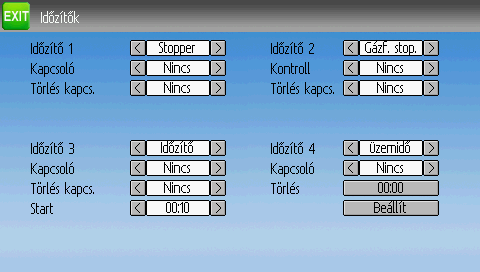 EXIT Időzítők
Időzítő 1 Stopper
Kapcsoló Nincs
Törlés kapcs. Nincs
Időzítő 2 Gázf. stop.
Kontroll Nincs
Törlés kapcs. Nincs
Időzítő 3 Időzítő
Kapcsoló Nincs
Törlés kapcs. Nincs
Start 00:10
Időzítő 4 üzemidő
Kapcsoló Nincs
Törlés 00:00
Beállít